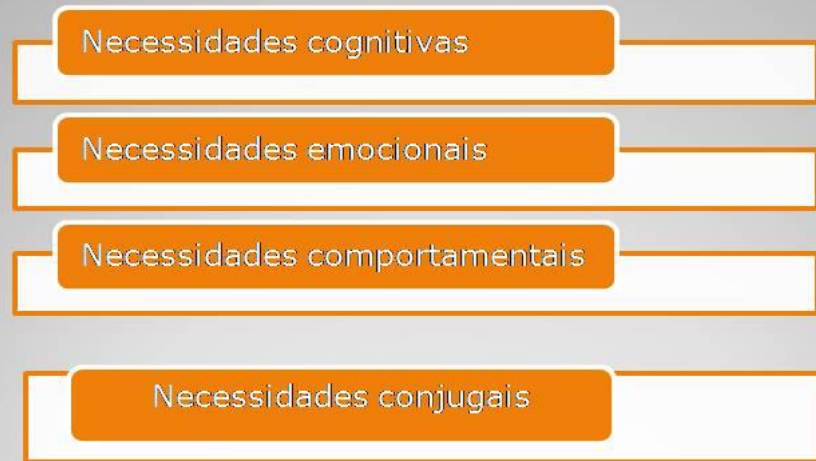 Necessidades cognitivas
Necessidades emocionais
Necessidades comportamentais
Necessidades conjugais